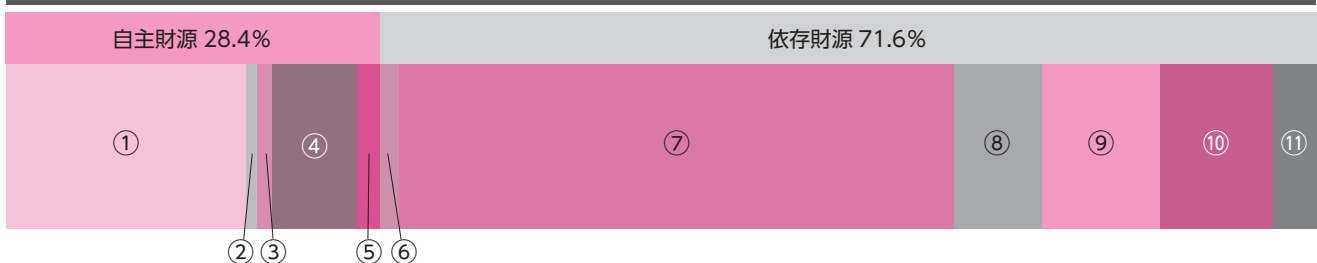 自主財源 28.4%
依存財源 71.6%
① ④ ⑦ ⑧ ⑨ ⑩ ⑪
② ③ ⑤ ⑥